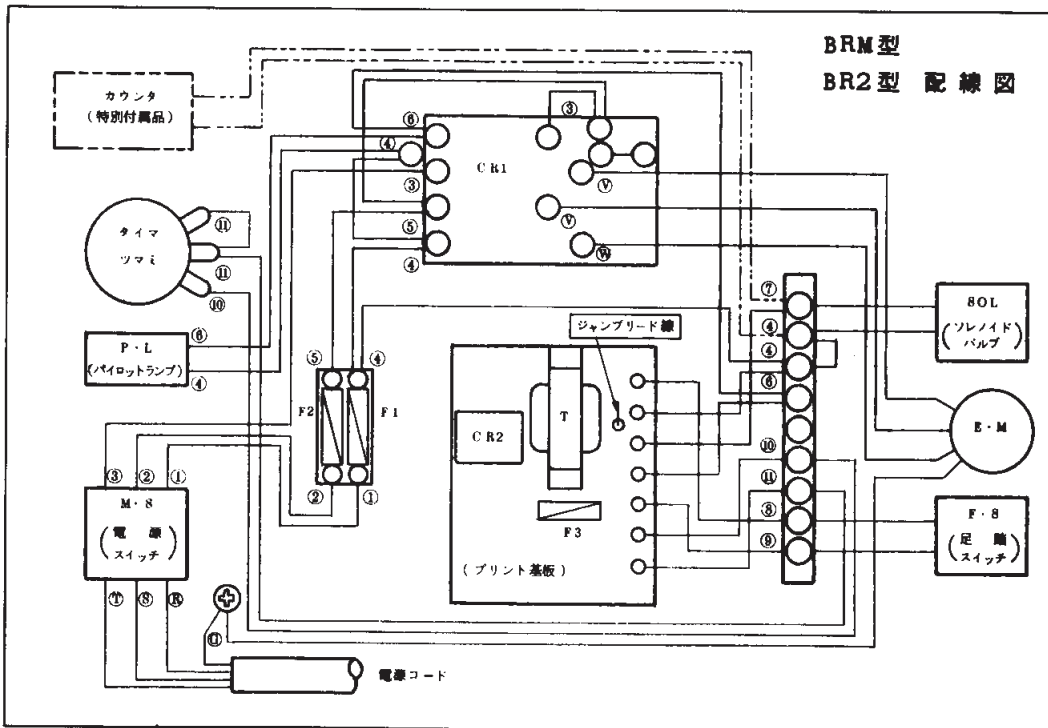 BRM型
BR2型 配線図
カウンタ
(特別付属品)
⑥
④
③
⑤
④
CR1
③
Ⓥ
Ⓥ
Ⓦ
タイマ
ツマミ
⑪
⑪
⑩
P・L
(パイロットランプ)
⑥
④
⑤
④
F2
F1
②
①
ジャンプリード線
CR2
T
F3
(プリント基板)
⑦
④
④
⑥
⑩
⑪
⑧
⑨
SOL
(ソレノイド
バルブ)
E・M
F・S
(足踏
スイッチ)
③
②
①
M・S
(電源
スイッチ)
Ⓣ
Ⓢ
Ⓡ
電源コード